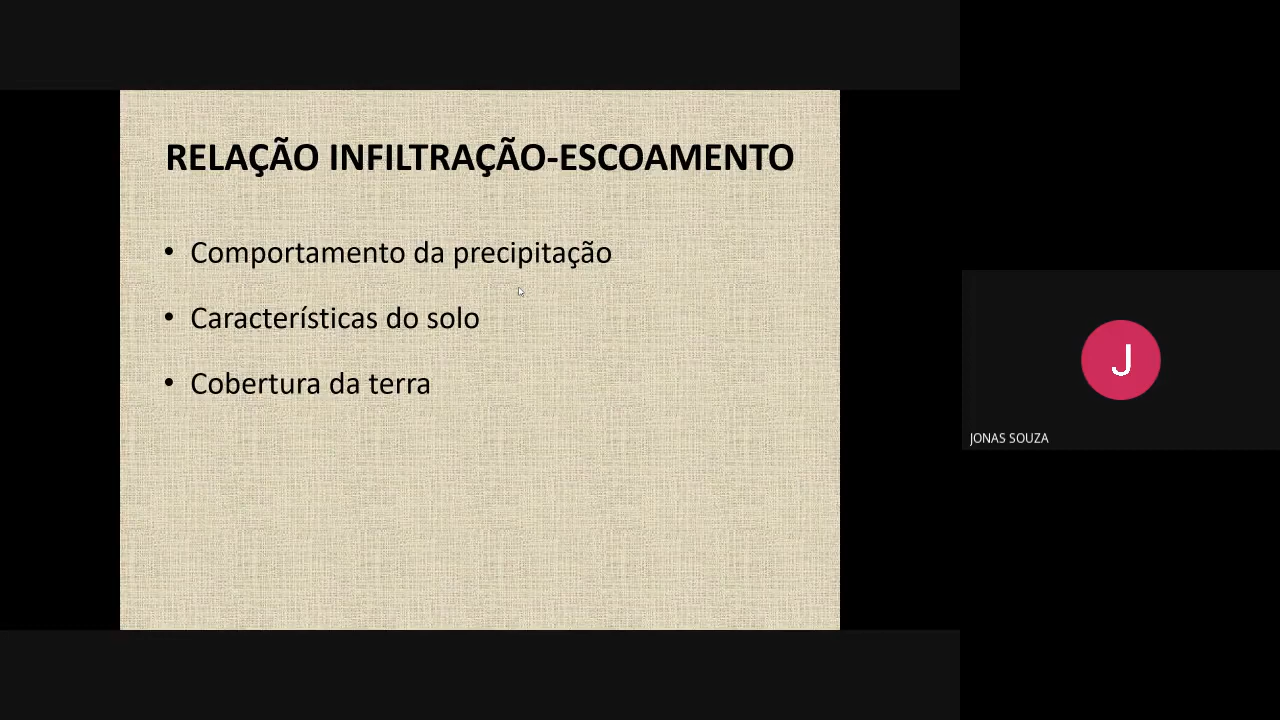 RELAÇÃO INFILTRAÇÃO-ESCOAMENTO
• Comportamento da precipitação
• Características do solo
• Cobertura da terra
J
JONAS SOUZA